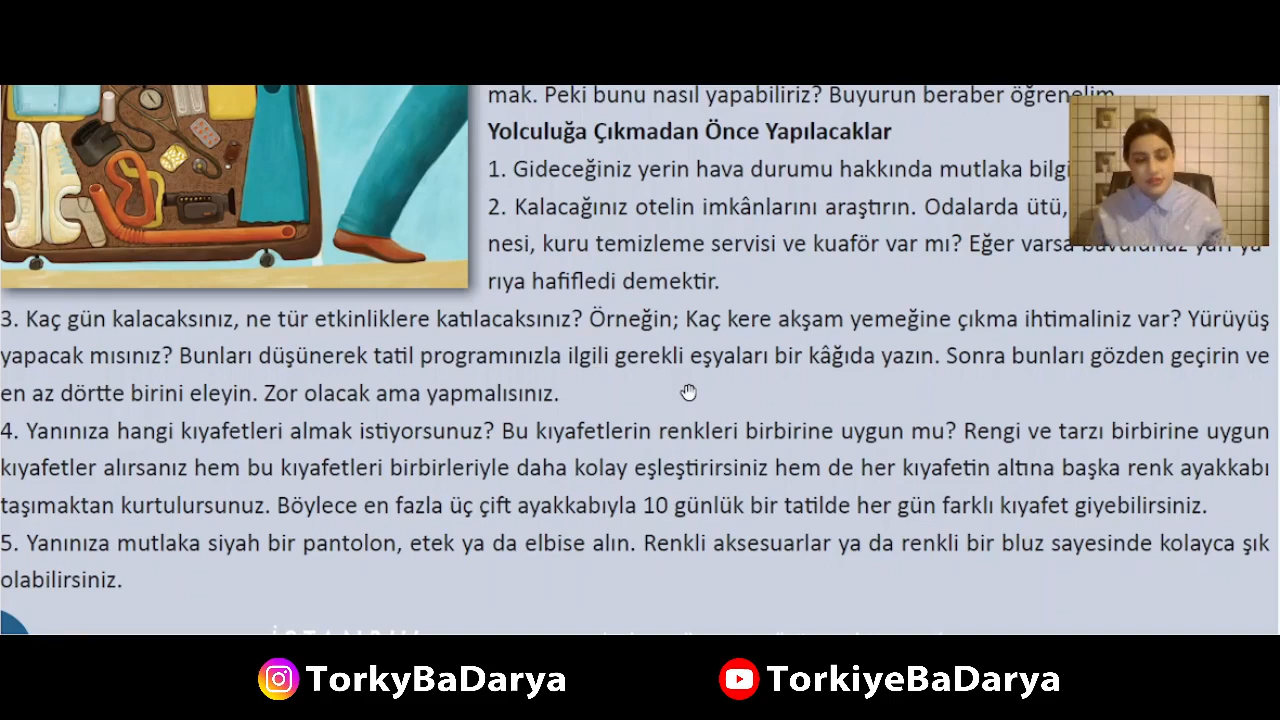 mak. Peki bunu nasıl yapabiliriz? Buyurun beraber öğrenelim.
Yolculuğa Çıkmadan Önce Yapılacaklar
1. Gideceğiniz yerin hava durumu hakkında mutlaka bilgi
2. Kalacağınız otelin imkânlarını araştırın. Odalarda ütü,
nesi, kuru temizleme servisi ve kuaför var mı? Eğer varsa bavulunuz yarı ya-
rıya hafifledi demektir.
3. Kaç gün kalacaksınız, ne tür etkinliklere katılacaksınız? Örneğin; Kaç kere akşam yemeğine çıkma ihtimaliniz var? Yürüyüş
yapacak mısınız? Bunları düşünerek tatil programınızla ilgili gerekli eşyaları bir kâğıda yazın. Sonra bunları gözden geçirin ve
en az dörtte birini eleyin. Zor olacak ama yapmalısınız.
4. Yanınıza hangi kıyafetleri almak istiyorsunuz? Bu kıyafetlerin renkleri birbirine uygun mu? Rengi ve tarzı birbirine uygun
kıyafetler alırsanız hem bu kıyafetleri birbirleriyle daha kolay eşleştirirsiniz hem de her kıyafetin altına başka renk ayakkabı
taşımaktan kurtulursunuz. Böylece en fazla üç çift ayakkabıyla 10 günlük bir tatilde her gün farklı kıyafet giyebilirsiniz.
5. Yanınıza mutlaka siyah bir pantolon, etek ya da elbise alın. Renkli aksesuarlar ya da renkli bir bluz sayesinde kolayca şık
olabilirsiniz.
TorkyBaDarya
TorkiyeBaDarya